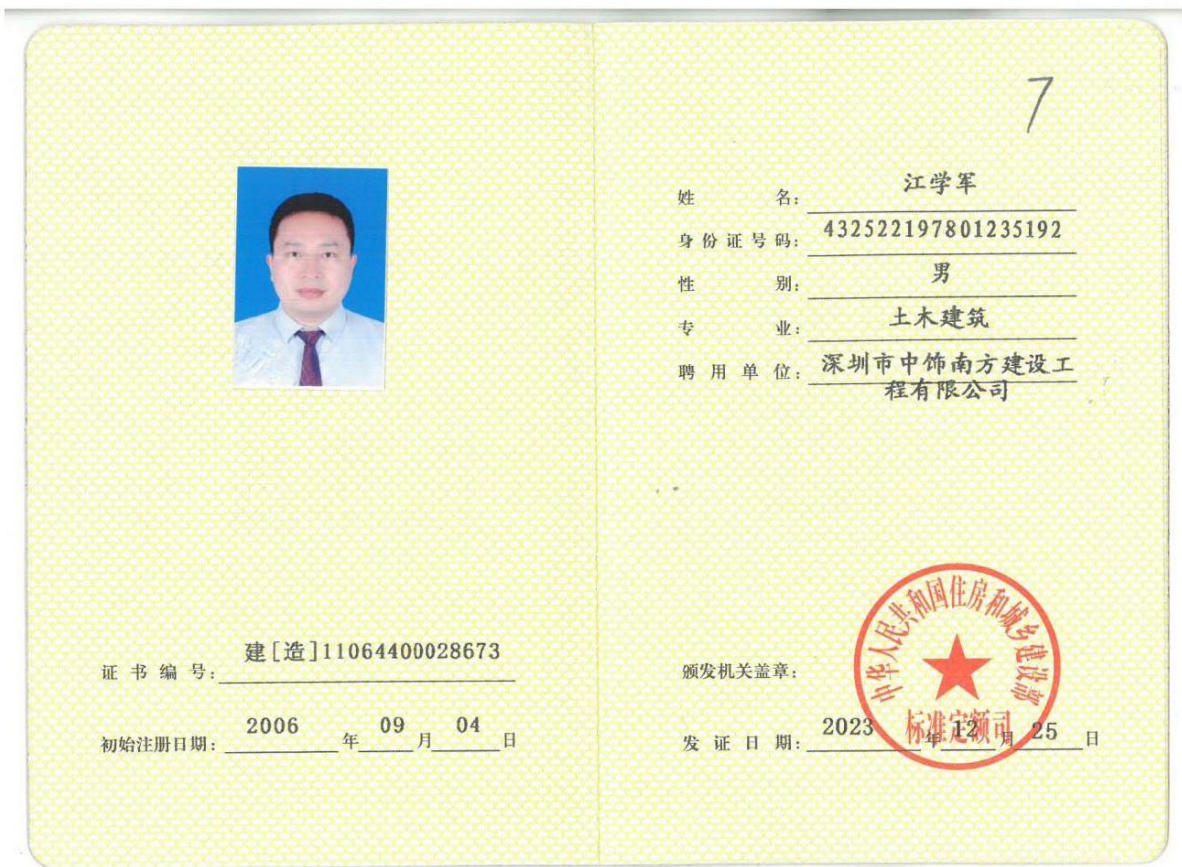 7
姓 名: 江学军
身份证号码: 432522197801235192
性 别: 男
专 业: 土木建筑
聘 用 单 位: 深圳市中饰南方建设工
程有限公司
证 书 编 号: 建[造]11064400028673
初始注册日期: 2006 年 09 月 04 日
颁发机关盖章:
中华人民共和国住房和城乡建设部
标准定额司
发 证 日 期: 2023 年 12 月 25 日